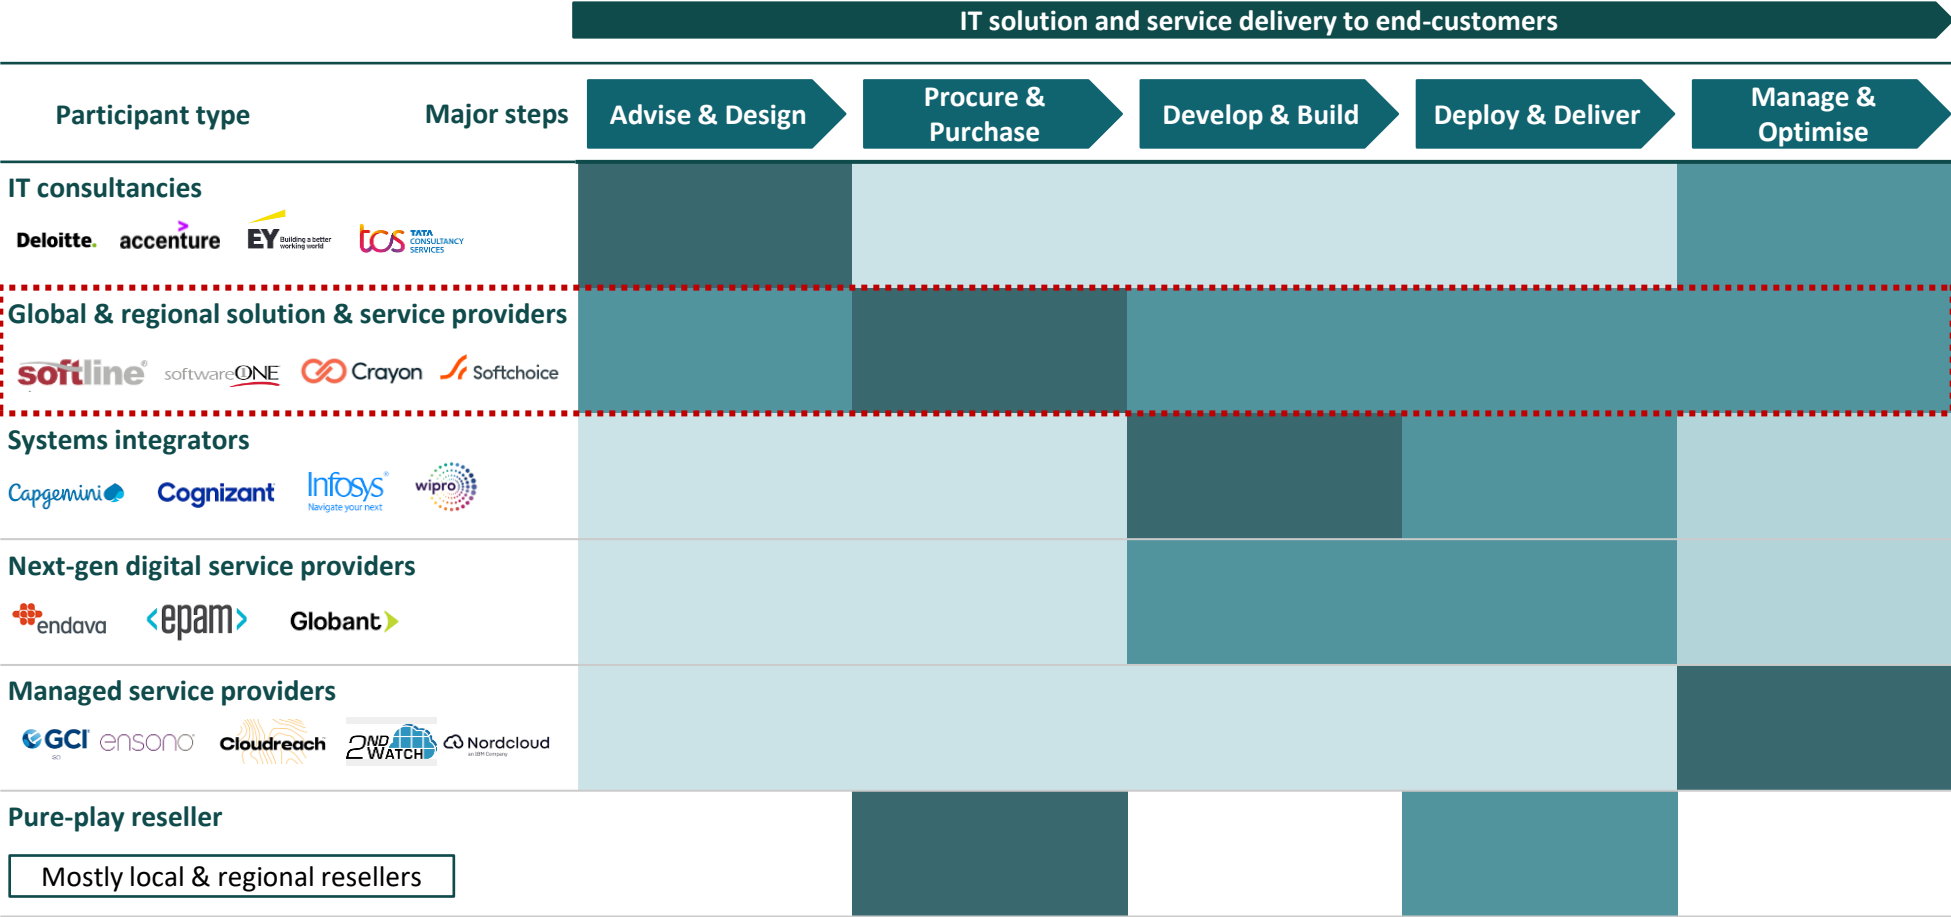 IT solution and service delivery to end-customers
Participant type
Major steps
Advise & Design
Procure &
Purchase
Develop & Build
Deploy & Deliver
Manage &
Optimise
IT consultancies
Deloitte.
accenture
EY
Building a better
working world
tcs
TATA
CONSULTANCY
SERVICES
Global & regional solution & service providers
softline®
softwareONE
Crayon
Softchoice
Systems integrators
Capgemini
Cognizant
Infosys®
Navigate your next
wipro
Next-gen digital service providers
endava
<epam>
Globant
Managed service providers
GCI
ensono
Cloudreach
2ND
WATCH
Nordcloud
an IBM Company
Pure-play reseller
Mostly local & regional resellers